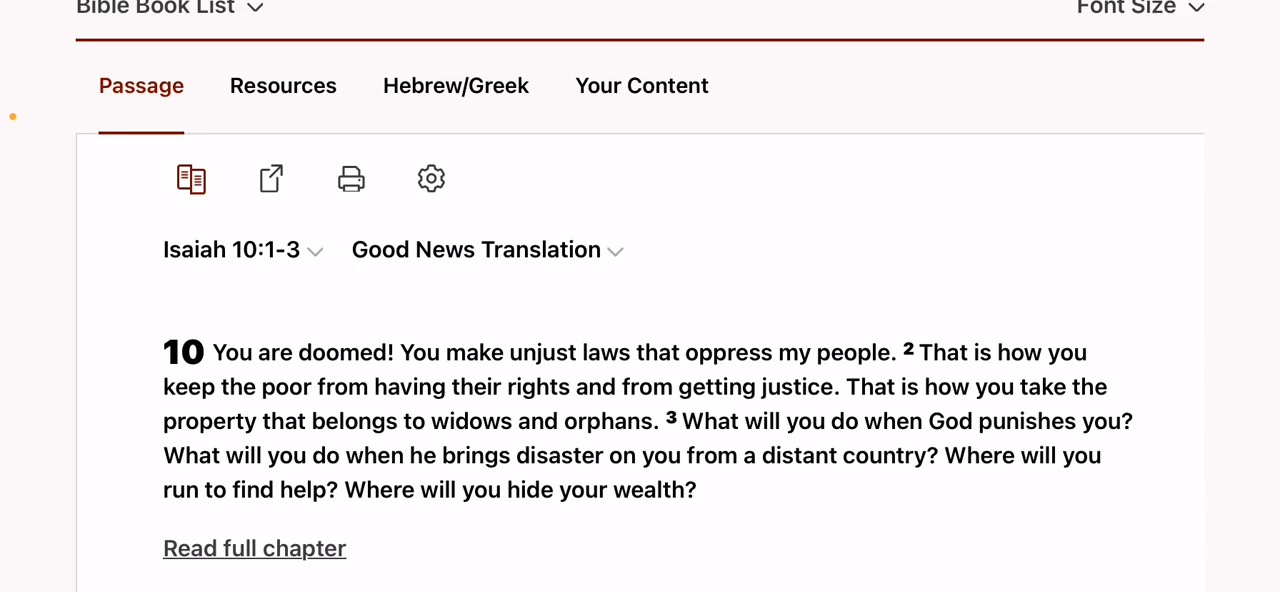 Bible Book List
Font Size
Passage Resources Hebrew/Greek Your Content
Isaiah 10:1-3 Good News Translation
10 You are doomed! You make unjust laws that oppress my people. 2 That is how you
keep the poor from having their rights and from getting justice. That is how you take the
property that belongs to widows and orphans. 3 What will you do when God punishes you?
What will you do when he brings disaster on you from a distant country? Where will you
run to find help? Where will you hide your wealth?
Read full chapter